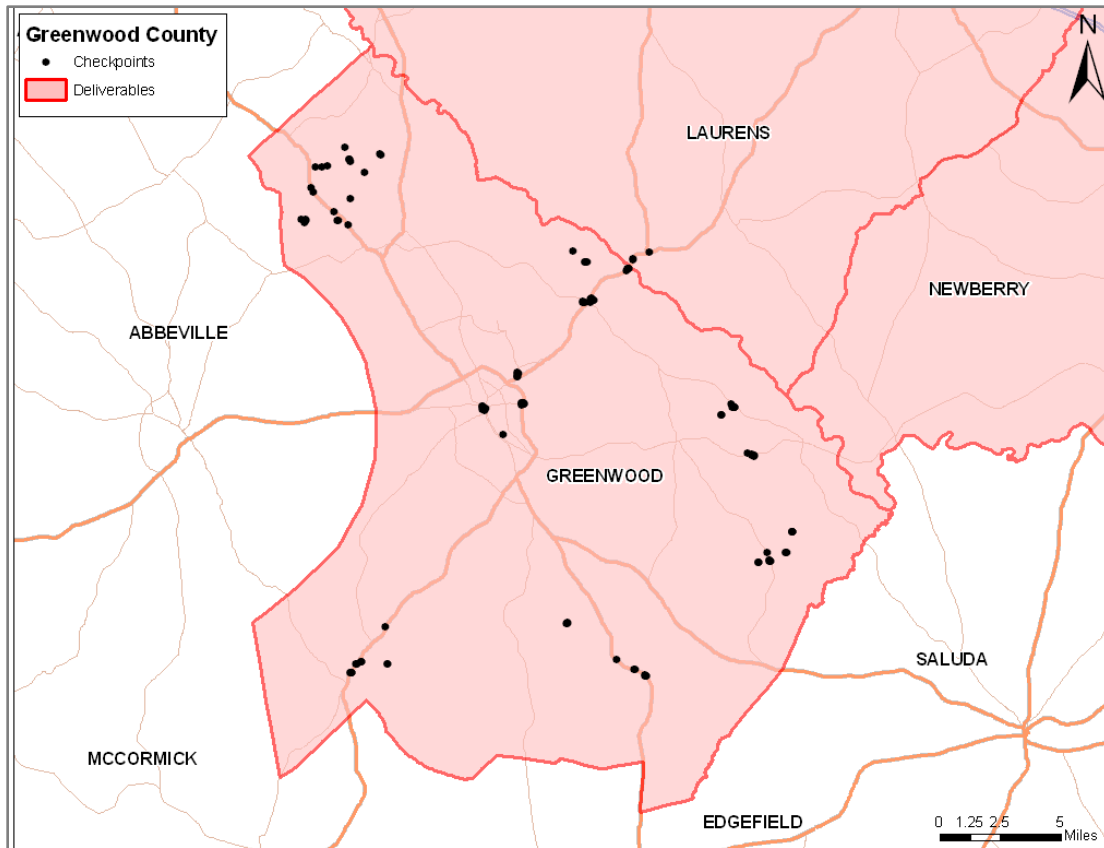 Greenwood County
Checkpoints
Deliverables
N
LAURENS
NEWBERRY
ABBEVILLE
GREENWOOD
SALUDA
MCCORMICK
EDGEFIELD
0 1.25 2.5 5
Miles